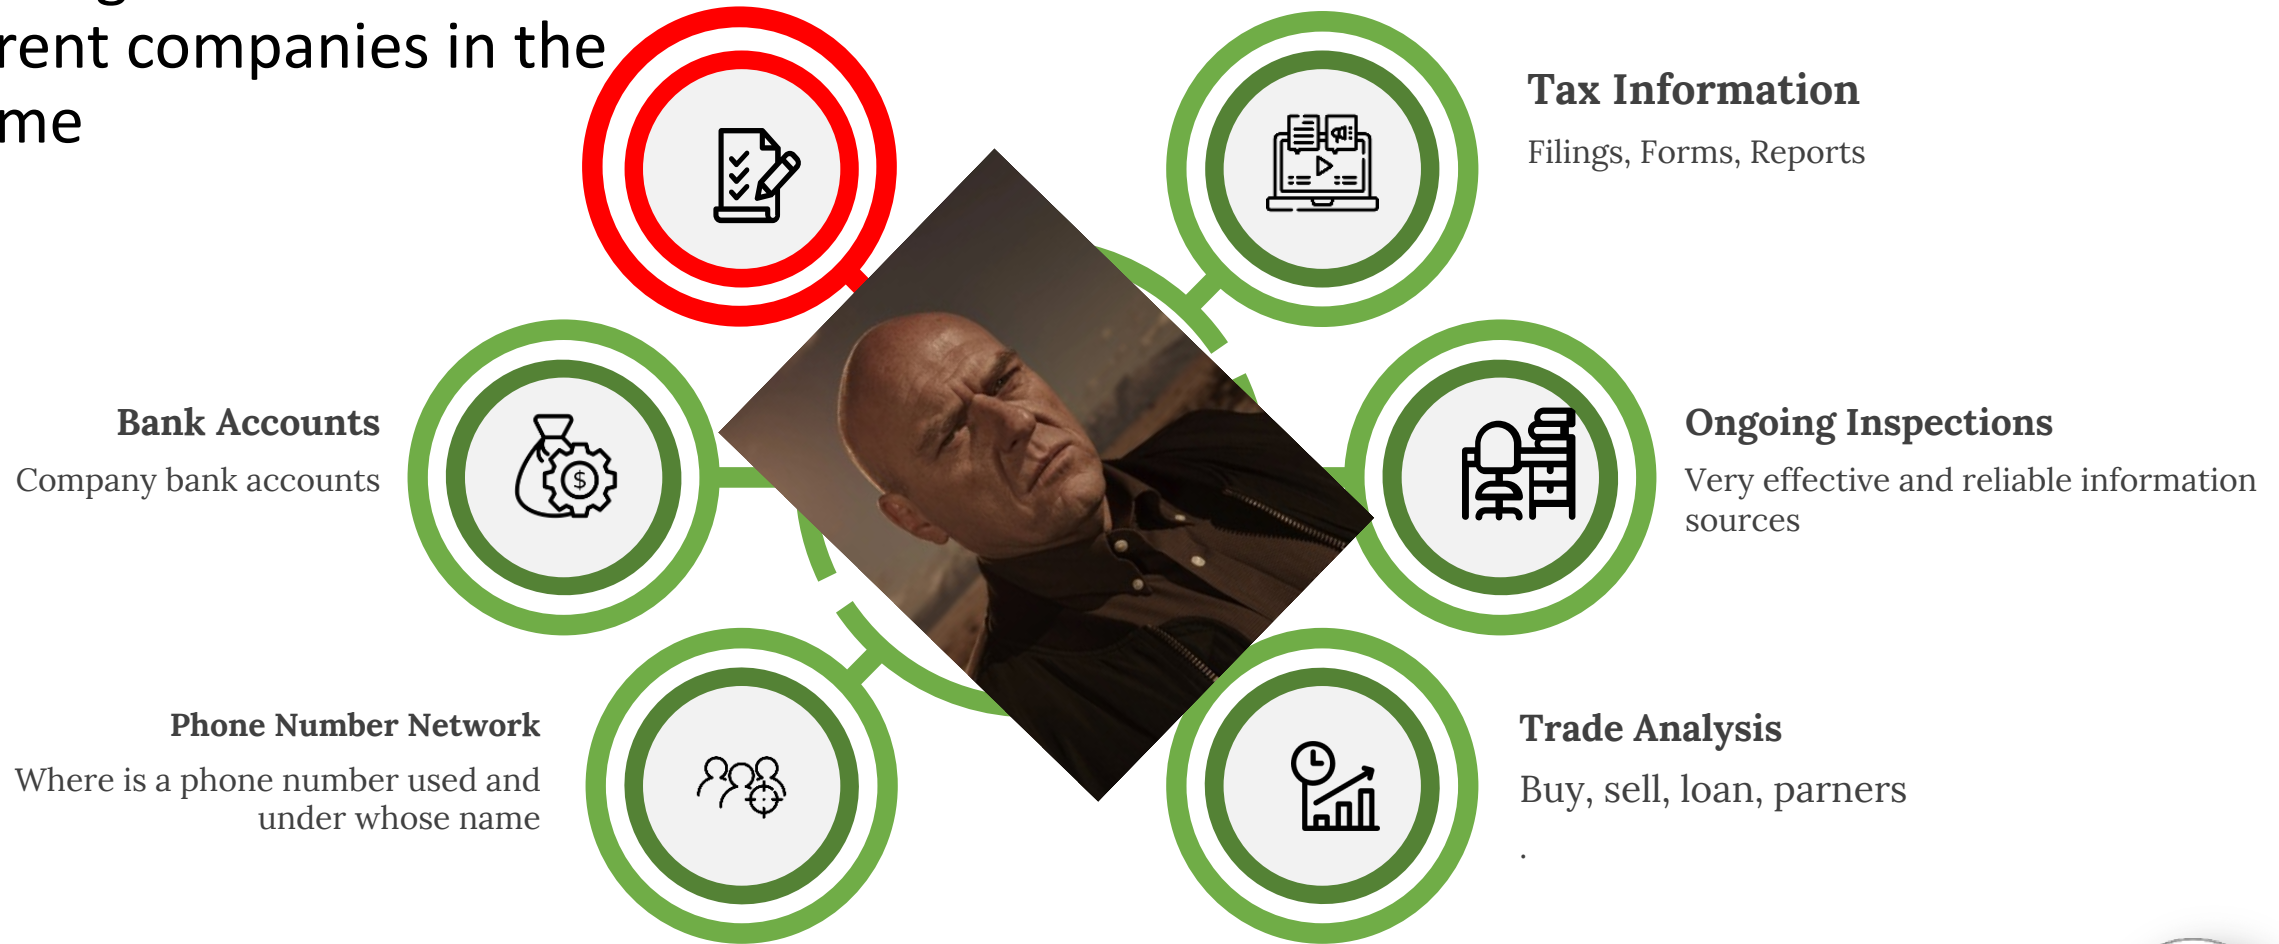 rent companies in the
me
Tax Information
Filings, Forms, Reports
Bank Accounts
Company bank accounts
Ongoing Inspections
Very effective and reliable information
sources
Phone Number Network
Where is a phone number used and
under whose name
Trade Analysis
Buy, sell, loan, parners
.
$